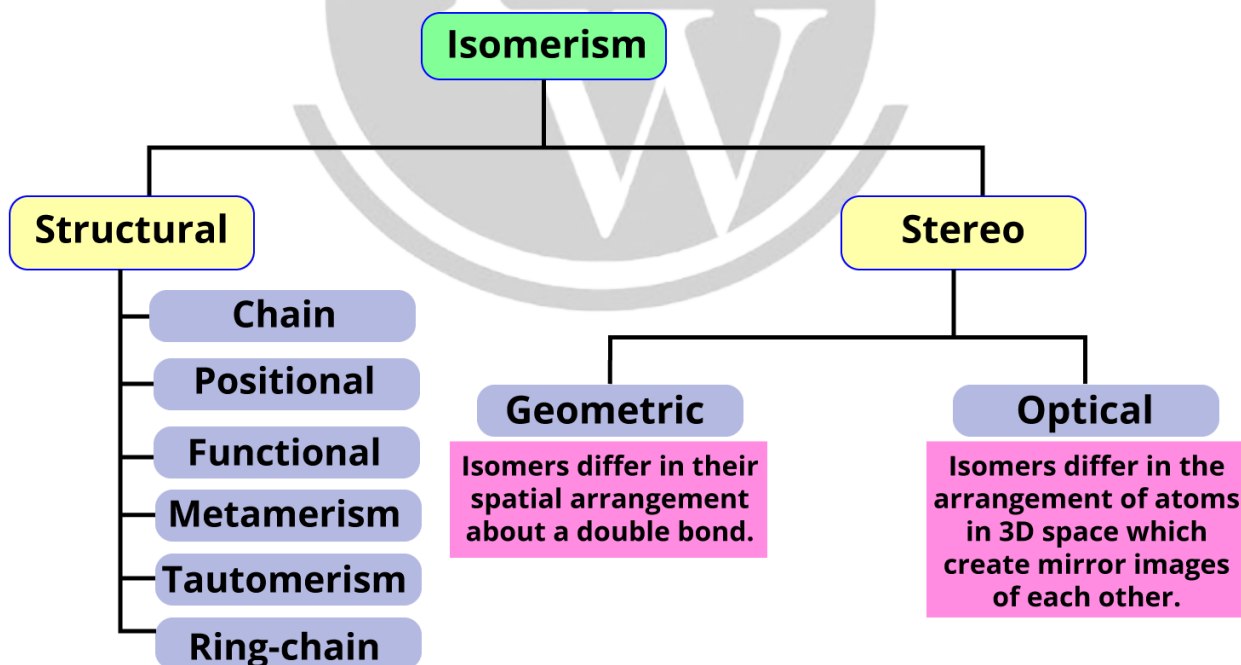 Isomerism
Structural
Stereo
Chain
Positional
Functional
Metamerism
Tautomerism
Ring-chain
Geometric
Isomers differ in their
spatial arrangement
about a double bond.
Optical
Isomers differ in the
arrangement of atoms
in 3D space which
create mirror images
of each other.